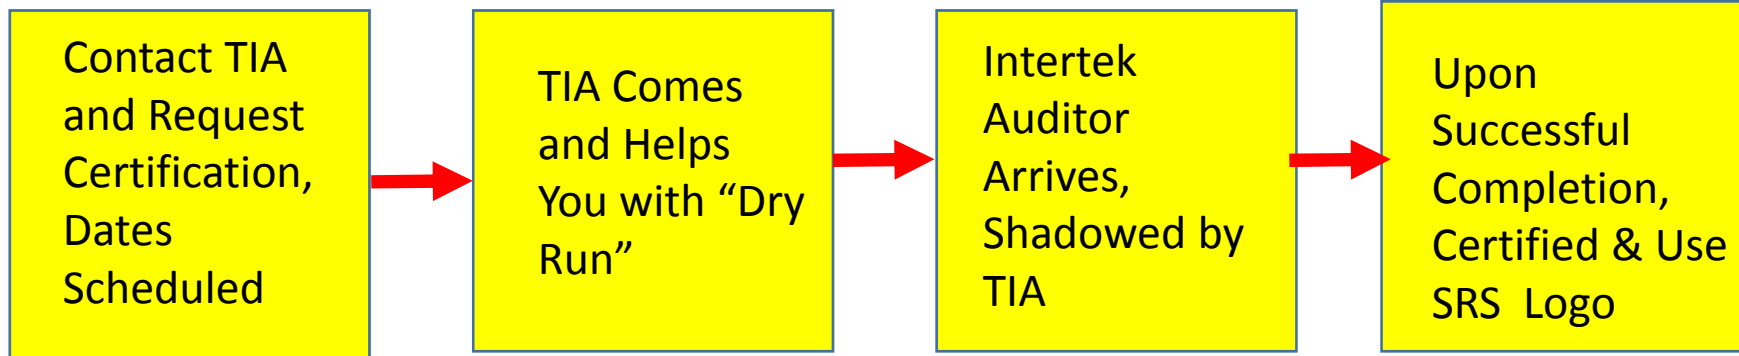 Contact TIA
and Request
Certification,
Dates
Scheduled
TIA Comes
and Helps
You with “Dry
Run”
Intertek
Auditor
Arrives,
Shadowed by
TIA
Upon
Successful
Completion,
Certified & Use
SRS Logo